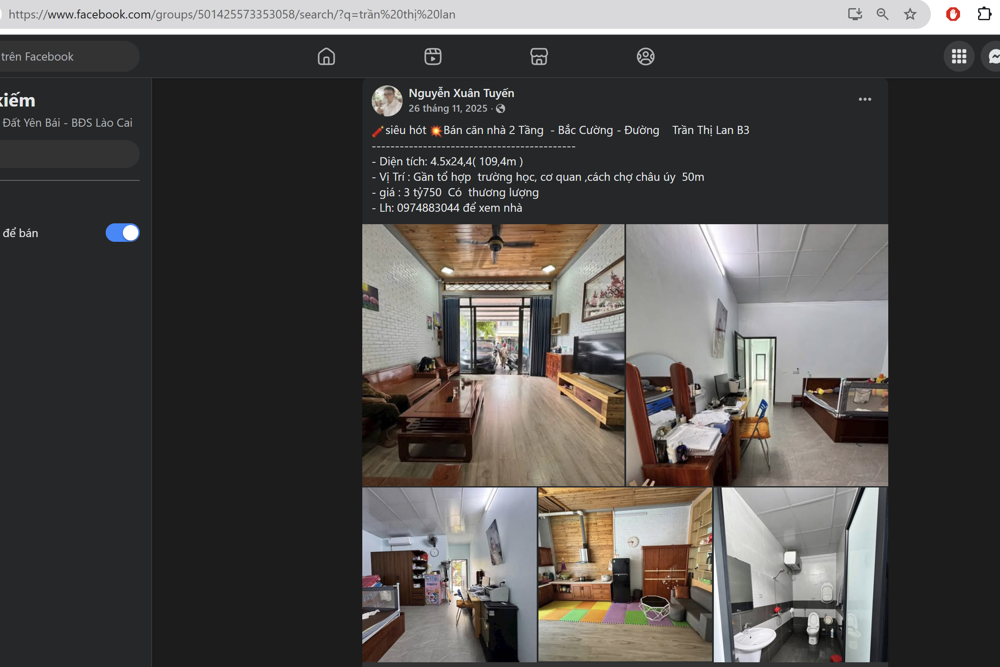 https://www.facebook.com/groups/501425573353058/search/?q=trần%20thị%20lan
trên Facebook
kiếm
Đất Yên Bái - BĐS Lào Cai
để bán
Nguyễn Xuân Tuyến
26 tháng 11, 2025 ·
siêu hót 💥Bán căn nhà 2 Tầng - Bắc Cường - Đường Trần Thị Lan B3
--------------------------------------------
- Diện tích: 4.5x24,4( 109,4m )
- Vị Trí : Gần tổ hợp trường học, cơ quan ,cách chợ châu úy 50m
- giá : 3 tỷ750 Có thương lượng
- Lh: 0974883044 để xem nhà